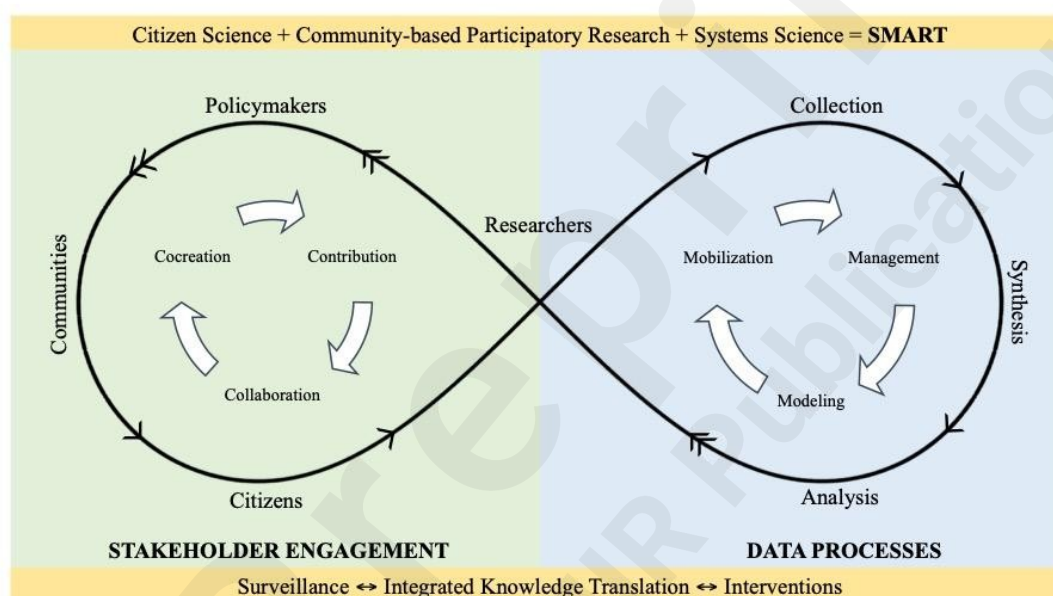 Citizen Science + Community-based Participatory Research + Systems Science = SMART
Policymakers
Collection
Researchers
Communities
Cocreation
Contribution
Collaboration
Mobilization
Management
Modeling
Synthesis
Citizens
Analysis
STAKEHOLDER ENGAGEMENT
DATA PROCESSES
Surveillance ↔ Integrated Knowledge Translation ↔ Interventions